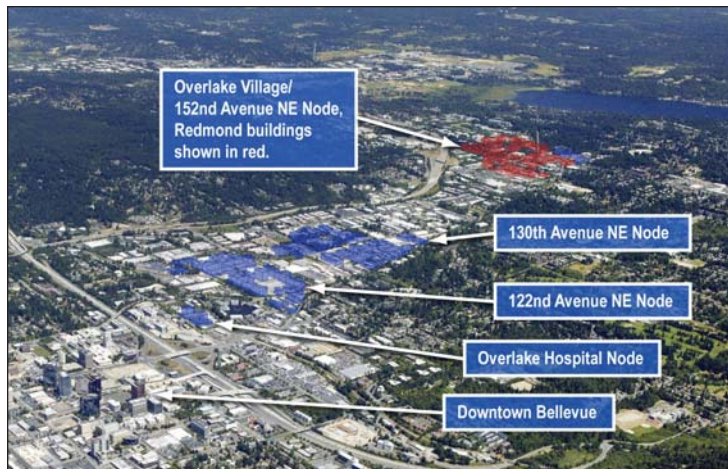 Overlake Village/
152nd Avenue NE Node,
Redmond buildings
shown in red.
130th Avenue NE Node
122nd Avenue NE Node
Overlake Hospital Node
Downtown Bellevue